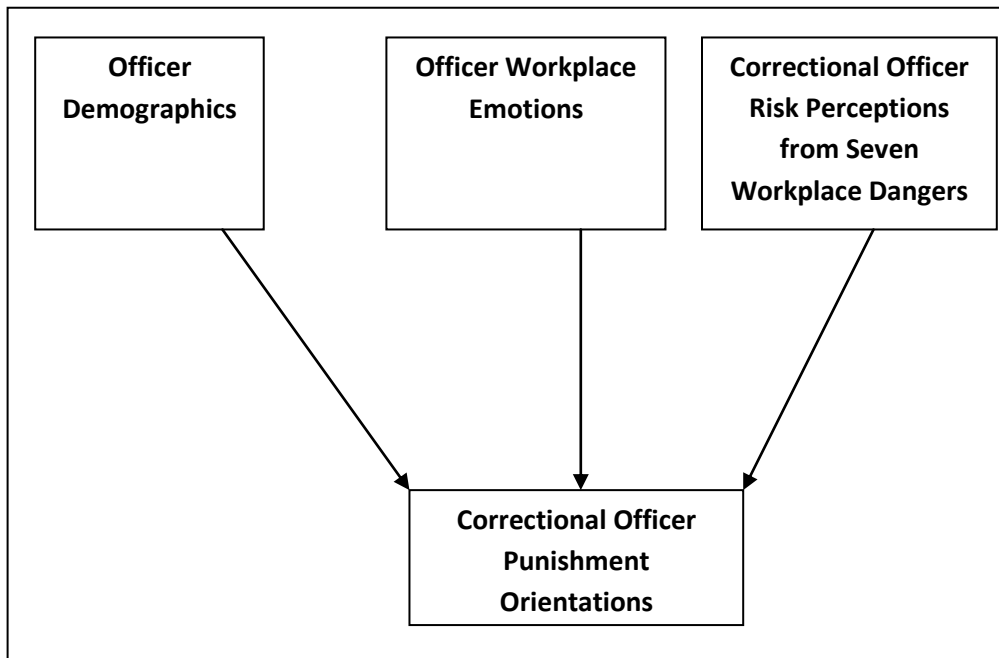 Officer
Demographics
Officer Workplace
Emotions
Correctional Officer
Risk Perceptions
from Seven
Workplace Dangers
Correctional Officer
Punishment
Orientations